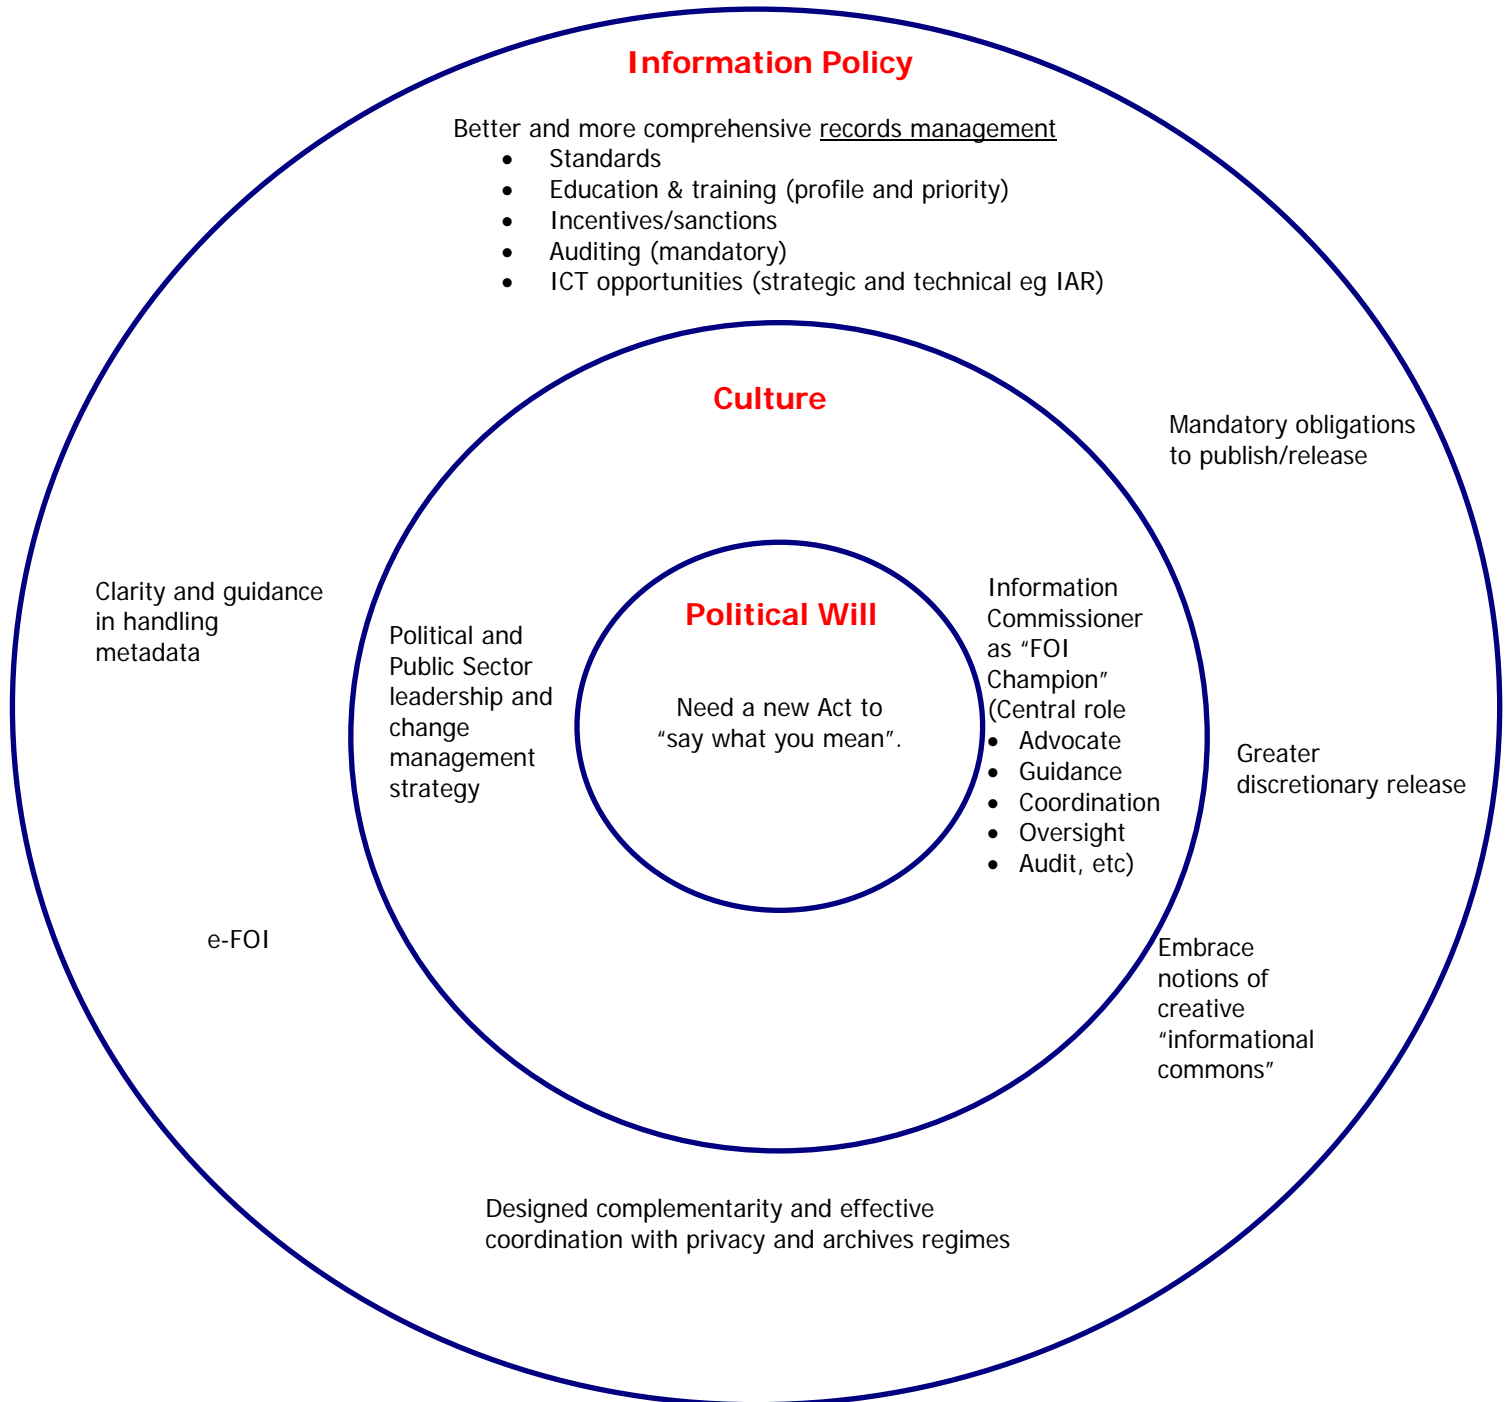 Information Policy
Better and more comprehensive records management
• Standards
• Education & training (profile and priority)
• Incentives/sanctions
• Auditing (mandatory)
• ICT opportunities (strategic and technical eg IAR)
Culture
Mandatory obligations
to publish/release
Clarity and guidance
in handling
metadata
Political and
Public Sector
leadership and
change
management
strategy
Political Will
Need a new Act to
“say what you mean”.
Information
Commissioner
as “FOI
Champion”
(Central role
• Advocate
• Guidance
• Coordination
• Oversight
• Audit, etc)
Greater
discretionary release
e-FOI
Embrace
notions of
creative
“informational
commons”
Designed complementarity and effective
coordination with privacy and archives regimes